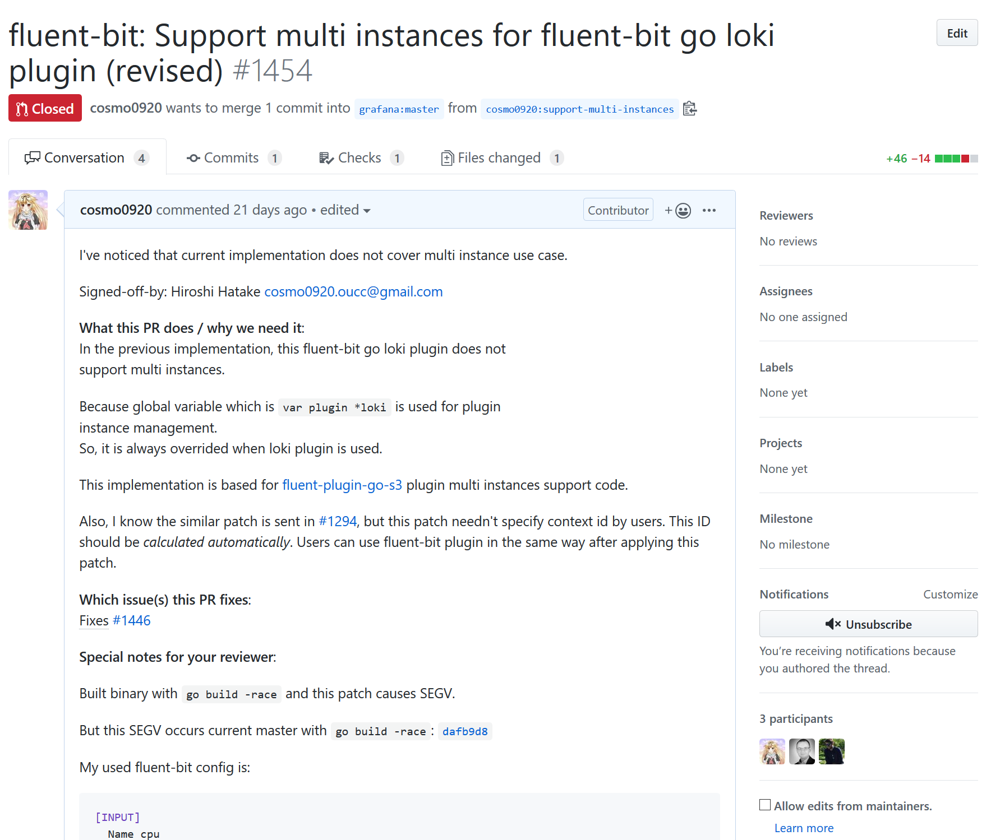 fluent-bit: Support multi instances for fluent-bit go loki
plugin (revised) #1454
Edit
Closed
cosmo0920 wants to merge 1 commit into grafana:master from cosmo0920:support-multi-instances
Conversation 4
Commits 1
Checks 1
Files changed 1
+46 −14
cosmo0920 commented 21 days ago • edited
Contributor
I've noticed that current implementation does not cover multi instance use case.
Signed-off-by: Hiroshi Hatake cosmo0920.oucc@gmail.com
What this PR does / why we need it:
In the previous implementation, this fluent-bit go loki plugin does not
support multi instances.
Because global variable which is var plugin *loki is used for plugin
instance management.
So, it is always overrided when loki plugin is used.
This implementation is based for fluent-plugin-go-s3 plugin multi instances support code.
Also, I know the similar patch is sent in #1294, but this patch needn't specify context id by users. This ID
should be calculated automatically. Users can use fluent-bit plugin in the same way after applying this
patch.
Which issue(s) this PR fixes:
Fixes #1446
Special notes for your reviewer:
Built binary with go build -race and this patch causes SEGV.
But this SEGV occurs current master with go build -race : dafb9d8
My used fluent-bit config is:
[INPUT]
Name cpu
Reviewers
No reviews
Assignees
No one assigned
Labels
None yet
Projects
None yet
Milestone
No milestone
Notifications
Customize
Unsubscribe
You're receiving notifications because
you authored the thread.
3 participants
Allow edits from maintainers.
Learn more